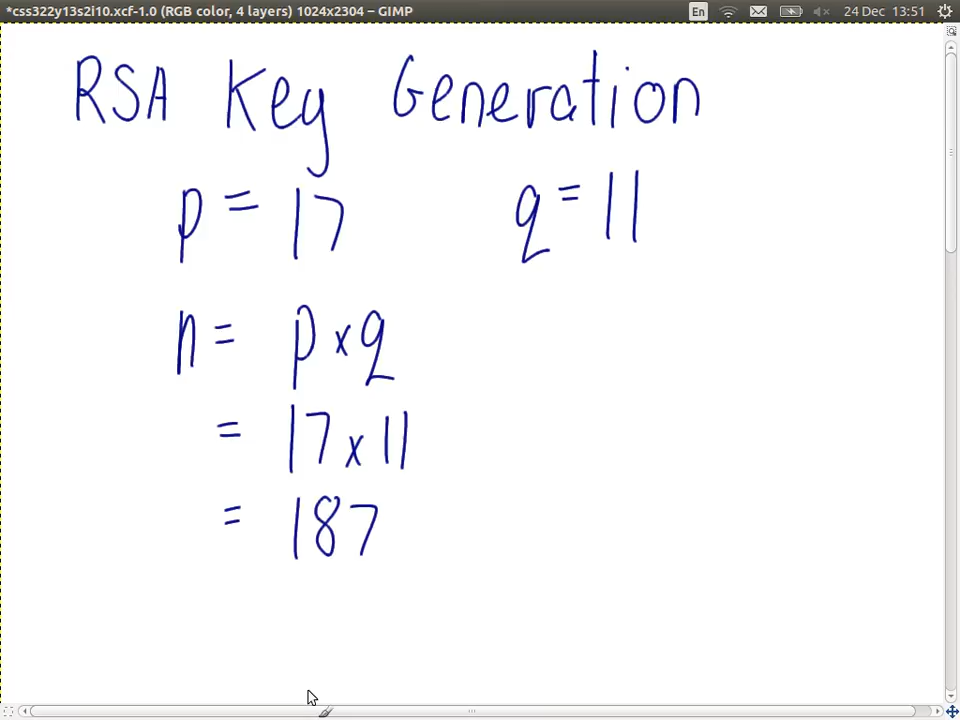 *css322y13s2i10.xcf-1.0 (RGB color, 4 layers) 1024x2304 – GIMP En 24 Dec 13:51
RSA Key Generation
p = 17 q = 11
n = p x q
= 17 x 11
= 187